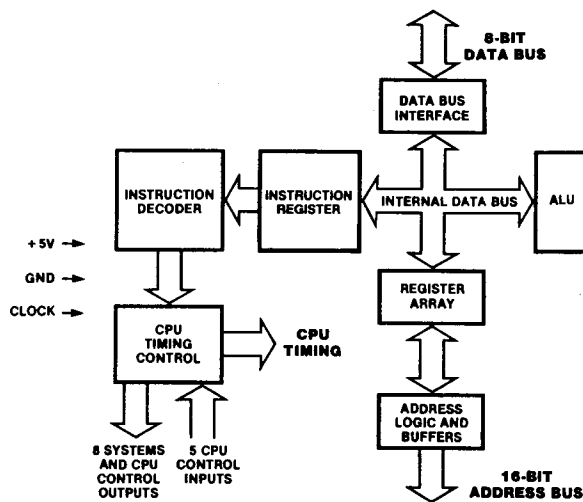 8-BIT
DATA BUS
DATA BUS
INTERFACE
INSTRUCTION
DECODER
INSTRUCTION
REGISTER
INTERNAL DATA BUS
ALU
+5V
GND
CLOCK
REGISTER
ARRAY
CPU
TIMING
CONTROL
CPU
TIMING
ADDRESS
LOGIC AND
BUFFERS
8 SYSTEMS
AND CPU
CONTROL
OUTPUTS
5 CPU
CONTROL
INPUTS
16-BIT
ADDRESS BUS